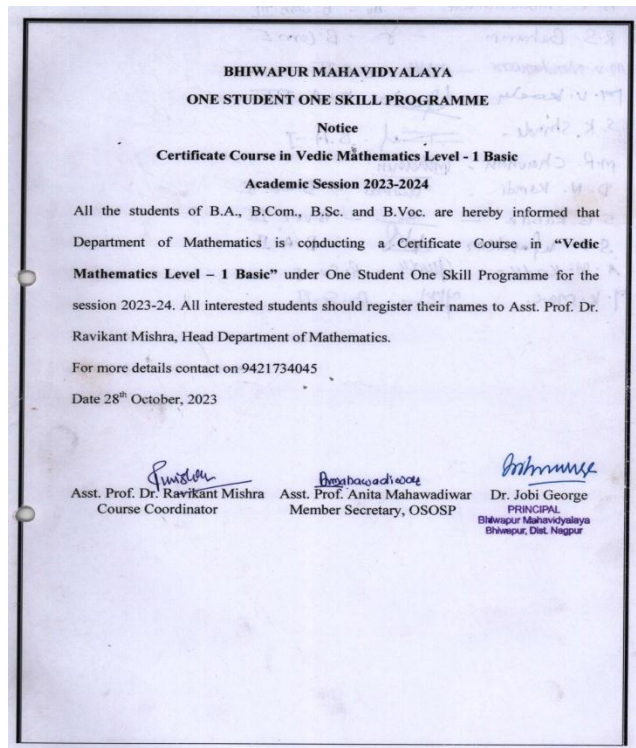 BHIWAPUR MAHAVIDYALAYA
ONE STUDENT ONE SKILL PROGRAMME
Notice
Certificate Course in Vedic Mathematics Level - 1 Basic
Academic Session 2023-2024
All the students of B.A., B.Com., B.Sc. and B.Voc. are hereby informed that
Department of Mathematics is conducting a Certificate Course in “Vedic
Mathematics Level – 1 Basic” under One Student One Skill Programme for the
session 2023-24. All interested students should register their names to Asst. Prof. Dr.
Ravikant Mishra, Head Department of Mathematics.
For more details contact on 9421734045
Date 28th October, 2023
Asst. Prof. Dr. Ravikant Mishra Asst. Prof. Anita Mahawadiwar Dr. Jobi George
Course Coordinator Member Secretary, OSOSP PRINCIPAL
Bhiwapur Mahavidyalaya
Bhiwapur, Dist. Nagpur